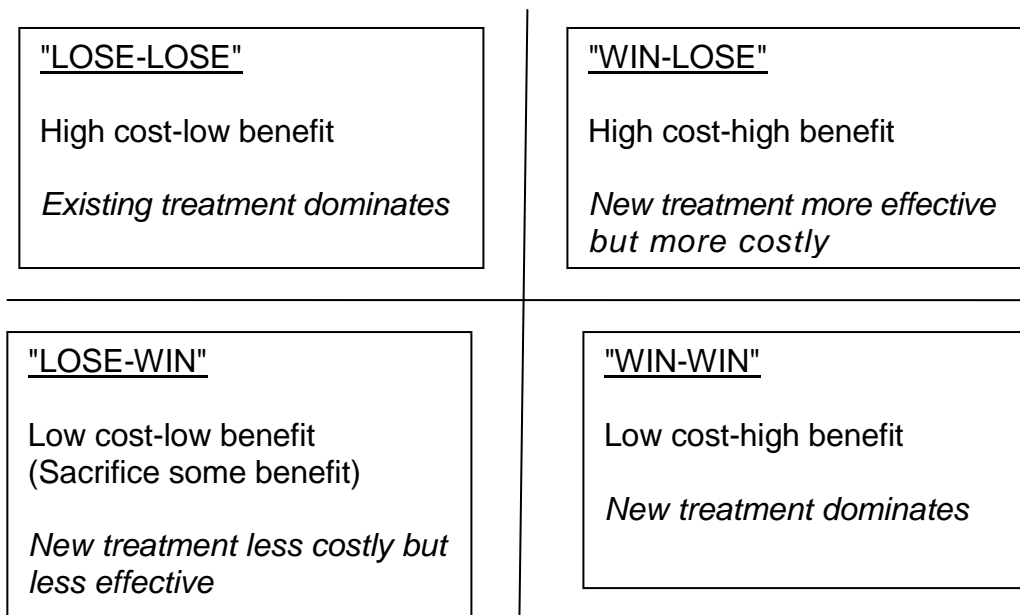 "LOSE-LOSE"
High cost-low benefit
Existing treatment dominates
"WIN-LOSE"
High cost-high benefit
New treatment more effective
but more costly
"LOSE-WIN"
Low cost-low benefit
(Sacrifice some benefit)
New treatment less costly but
less effective
"WIN-WIN"
Low cost-high benefit
New treatment dominates